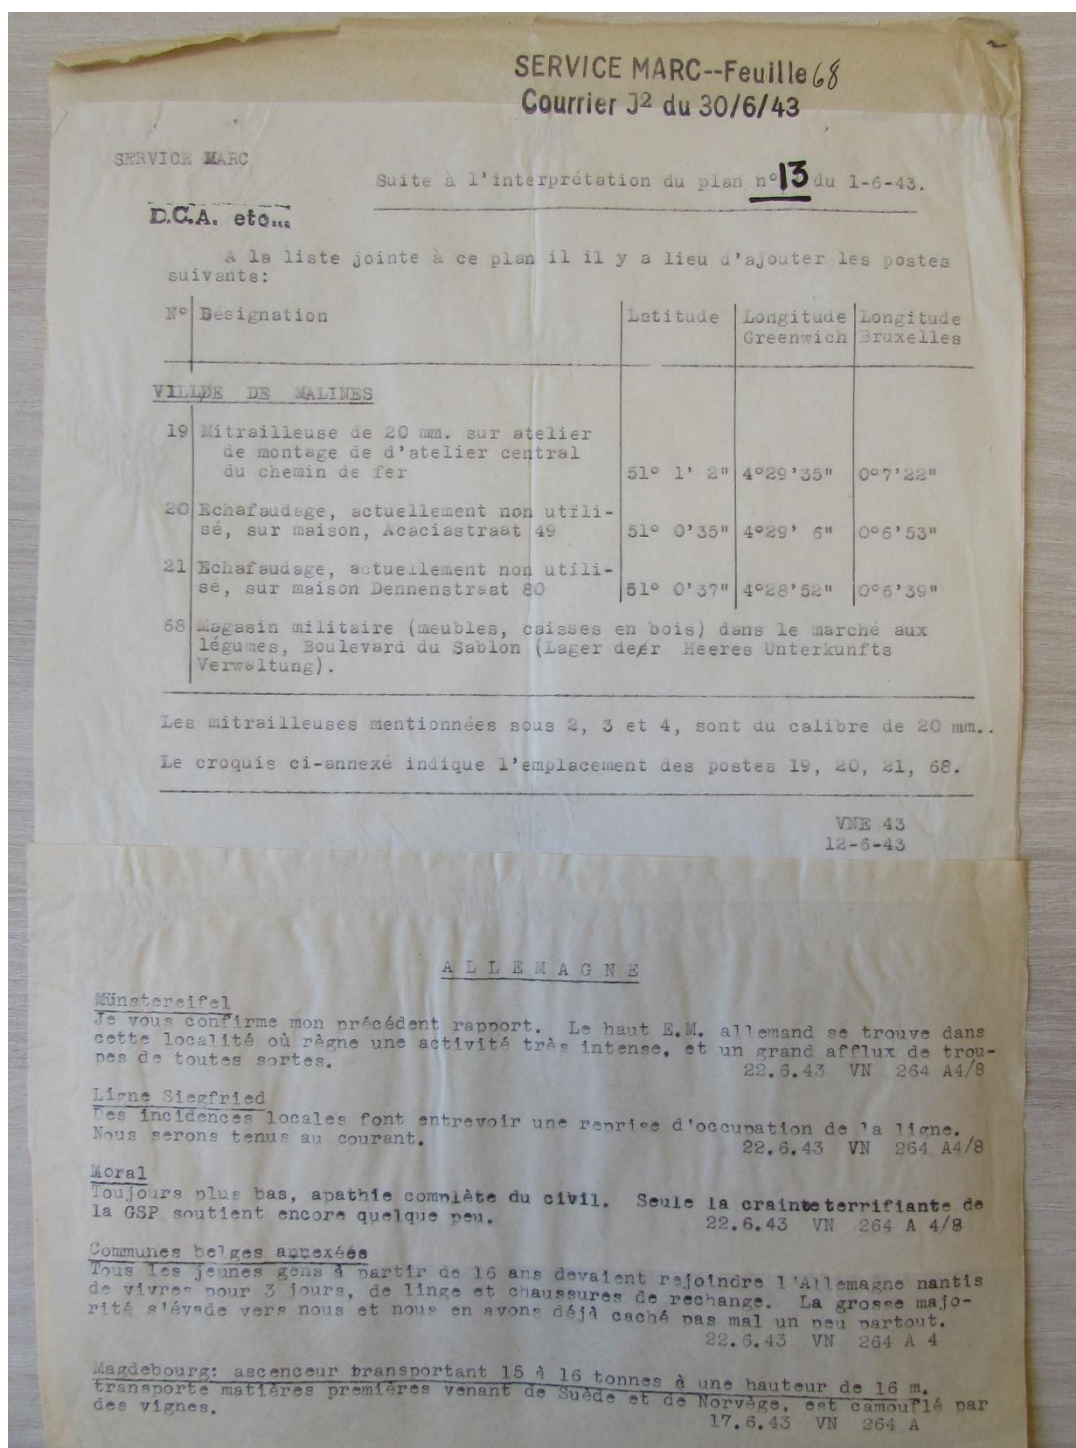 SERVICE MARC--Feuille 68
Courrier J2 du 30/6/43
SERVICE MARC
Suite à l'interprétation du plan n° 13 du 1-6-43.
D.C.A. etc...
A la liste jointe à ce plan il il y a lieu d'ajouter les postes
suivants:
N° Désignation Latitude Longitude Longitude
Greenwich Bruxelles
VILLDE DE MALINES
19 Mitrailleuse de 20 mm. sur atelier
de montage de d'atelier central
du chemin de fer 51° 1' 2" 4°29'35" 0°7'22"
20 Echafaudage, actuellement non utili-
sé, sur maison, Acaciastraat 49 51° 0'35" 4°29' 6" 0°6'53"
21 Echafaudage, actuellement non utili-
sé, sur maison Dennenstraat 80 51° 0'37" 4°28'52" 0°6'39"
68 Magasin militaire (meubles, caisses en bois) dans le marché aux
légumes, Boulevard du Sablon (Lager deer Heeres Unterkunfts
Verwaltung).
Les mitrailleuses mentionnées sous 2, 3 et 4, sont du calibre de 20 mm..
Le croquis ci-annexé indique l'emplacement des postes 19, 20, 21, 68.
VNE 43
12-6-43
ALLEMAGNE
Münstereifel
Je vous confirme mon précédent rapport. Le haut E.M. allemand se trouve dans
cette localité où règne une activité très intense, et un grand afflux de trou-
pes de toutes sortes. 22.6.43 VN 264 A4/8
Ligne Siegfried
Des incidences locales font entrevoir une reprise d'occupation de la ligne.
Nous serons tenus au courant. 22.6.43 VN 264 A4/8
Moral
Toujours plus bas, apathie complète du civil. Seule la crainte terrifiante de
la GSP soutient encore quelque peu. 22.6.43 VN 264 A 4/8
Communes belges annexéés
Tous les jeunes gens à partir de 16 ans devaient rejoindre l'Allemagne nantis
de vivres pour 3 jours, de linge et chaussures de rechange. La grosse majo-
rité s'évade vers nous et nous en avons déjà caché pas mal un peu partout.
22.6.43 VN 264 A 4
Magdebourg: ascenceur transportant 15 à 16 tonnes à une hauteur de 16 m.
transporte matières premières venant de Suède et de Norvège, est camouflé par
des vignes. 17.6.43 VN 264 A